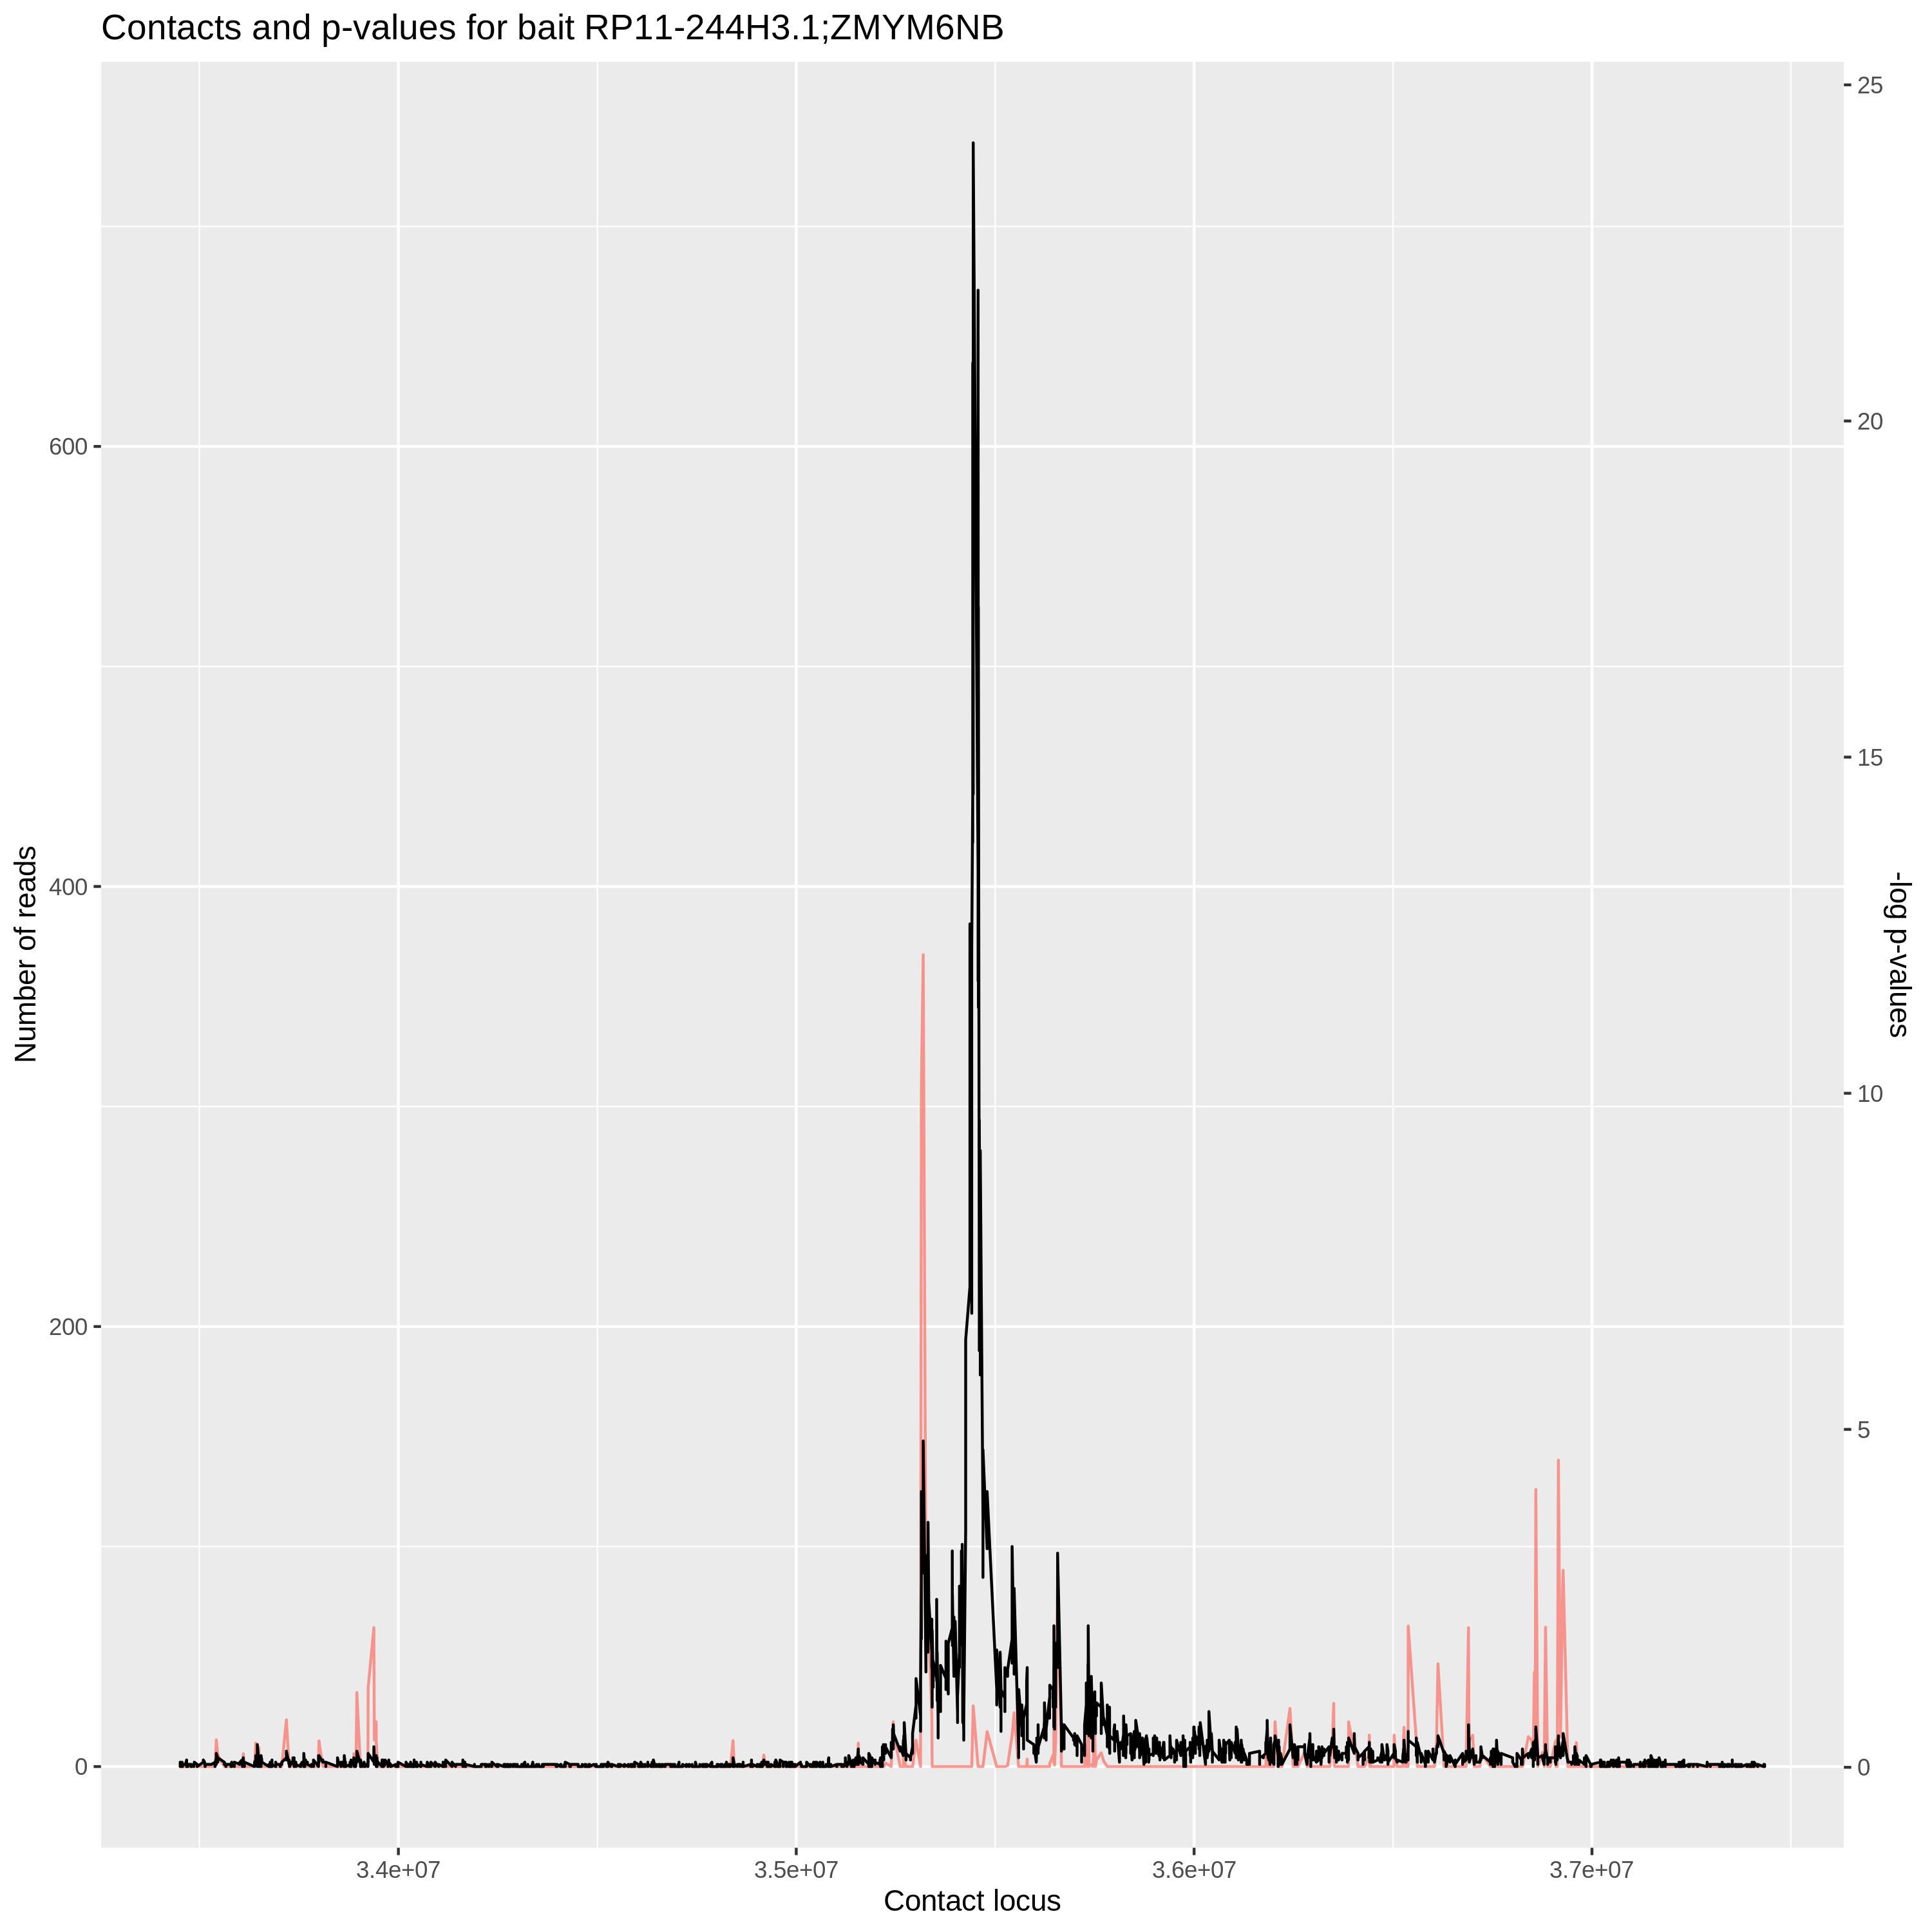 Contacts and p-values for bait RP11-244H3.1;ZMYM6NB
Number of reads
600
400
200
0
25
20
15
10
5
0
-log p-values
3.4e+07
3.5e+07
3.6e+07
3.7e+07
Contact locus